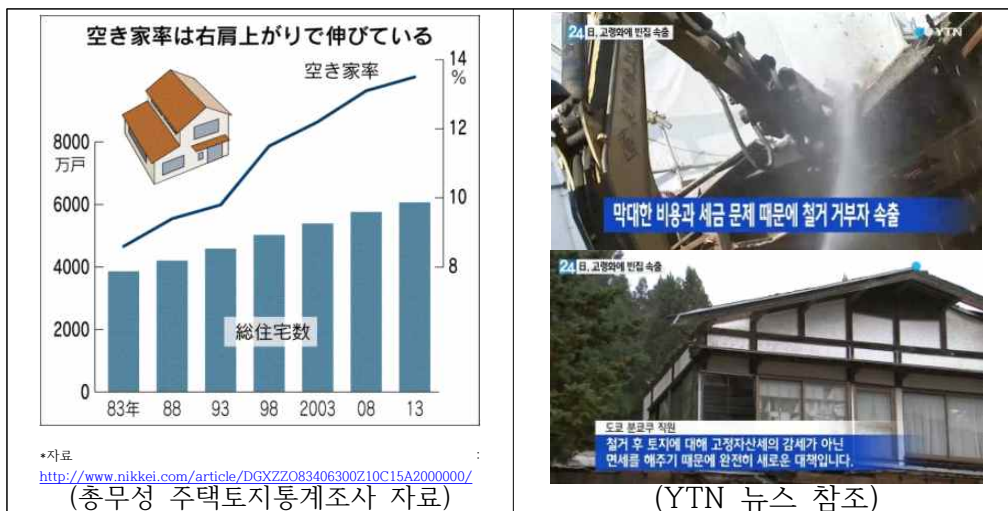 空き家率は右肩上がりで伸びている
空き家率
14
%
12
10
8
8000
万戸
6000
4000
2000
0
総住宅数
83年 88 93 98 2003 08 13
*자료 :
http://www.nikkei.com/article/DGXZZO83406300Z10C15A2000000/
(총무성 주택토지통계조사 자료)
24 日, 고령화에 빈집 속출
YTN
막대한 비용과 세금 문제 때문에 철거 거부자 속출
24 日, 고령화에 빈집 속출
도쿄 분쿄쿠 직원
철거 후 토지에 대해 고정자산세의 감세가 아닌
면세를 해주기 때문에 완전히 새로운 대책입니다.
(YTN 뉴스 참조)